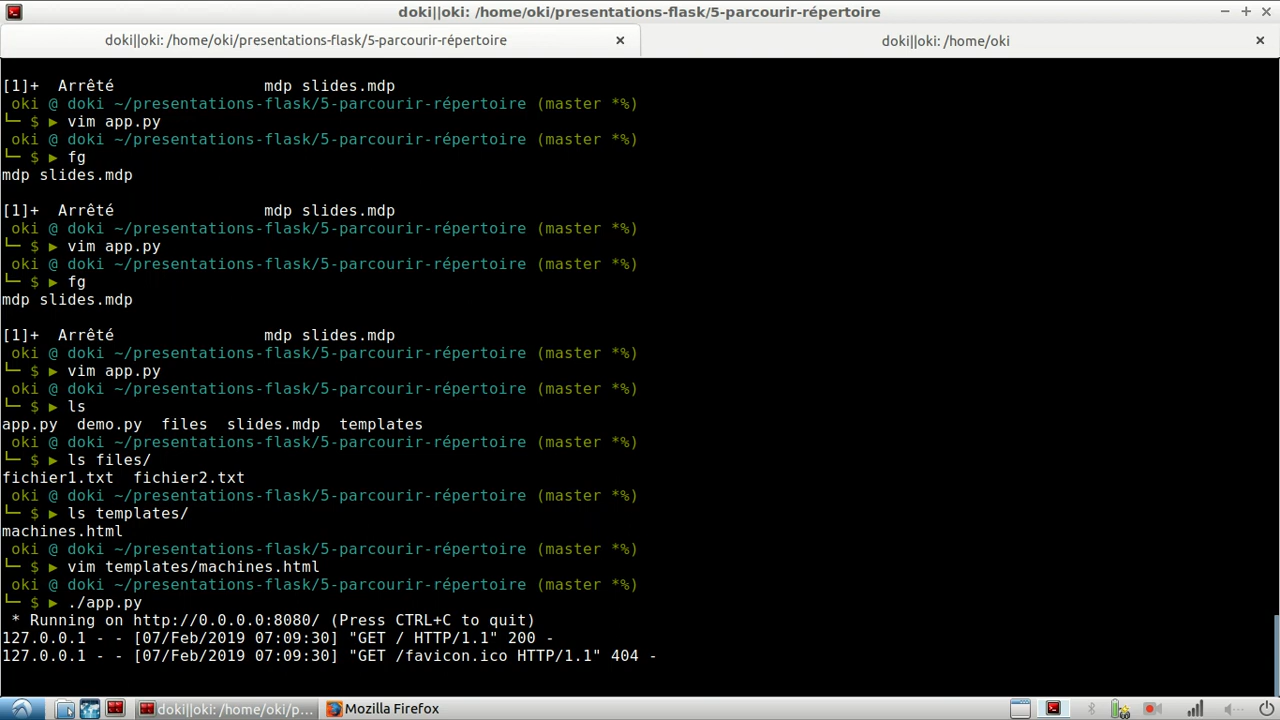 doki||oki: /home/oki/presentations-flask/5-parcourir-répertoire
doki||oki: /home/oki/presentations-flask/5-parcourir-répertoire
doki||oki: /home/oki
[1]+  Arrêté                mdp slides.mdp
oki @ doki ~/presentations-flask/5-parcourir-répertoire (master *%)
└─ $ ▶ vim app.py
oki @ doki ~/presentations-flask/5-parcourir-répertoire (master *%)
└─ $ ▶ fg
mdp slides.mdp
[1]+  Arrêté                mdp slides.mdp
oki @ doki ~/presentations-flask/5-parcourir-répertoire (master *%)
└─ $ ▶ vim app.py
oki @ doki ~/presentations-flask/5-parcourir-répertoire (master *%)
└─ $ ▶ fg
mdp slides.mdp
[1]+  Arrêté                mdp slides.mdp
oki @ doki ~/presentations-flask/5-parcourir-répertoire (master *%)
└─ $ ▶ vim app.py
oki @ doki ~/presentations-flask/5-parcourir-répertoire (master *%)
└─ $ ▶ ls
app.py  demo.py  files  slides.mdp  templates
oki @ doki ~/presentations-flask/5-parcourir-répertoire (master *%)
└─ $ ▶ ls files/
fichier1.txt  fichier2.txt
oki @ doki ~/presentations-flask/5-parcourir-répertoire (master *%)
└─ $ ▶ ls templates/
machines.html
oki @ doki ~/presentations-flask/5-parcourir-répertoire (master *%)
└─ $ ▶ vim templates/machines.html
oki @ doki ~/presentations-flask/5-parcourir-répertoire (master *%)
└─ $ ▶ ./app.py
* Running on http://0.0.0.0:8080/ (Press CTRL+C to quit)
127.0.0.1 - - [07/Feb/2019 07:09:30] "GET / HTTP/1.1" 200 -
127.0.0.1 - - [07/Feb/2019 07:09:30] "GET /favicon.ico HTTP/1.1" 404 -
doki||oki: /home/oki/p...
Mozilla Firefox